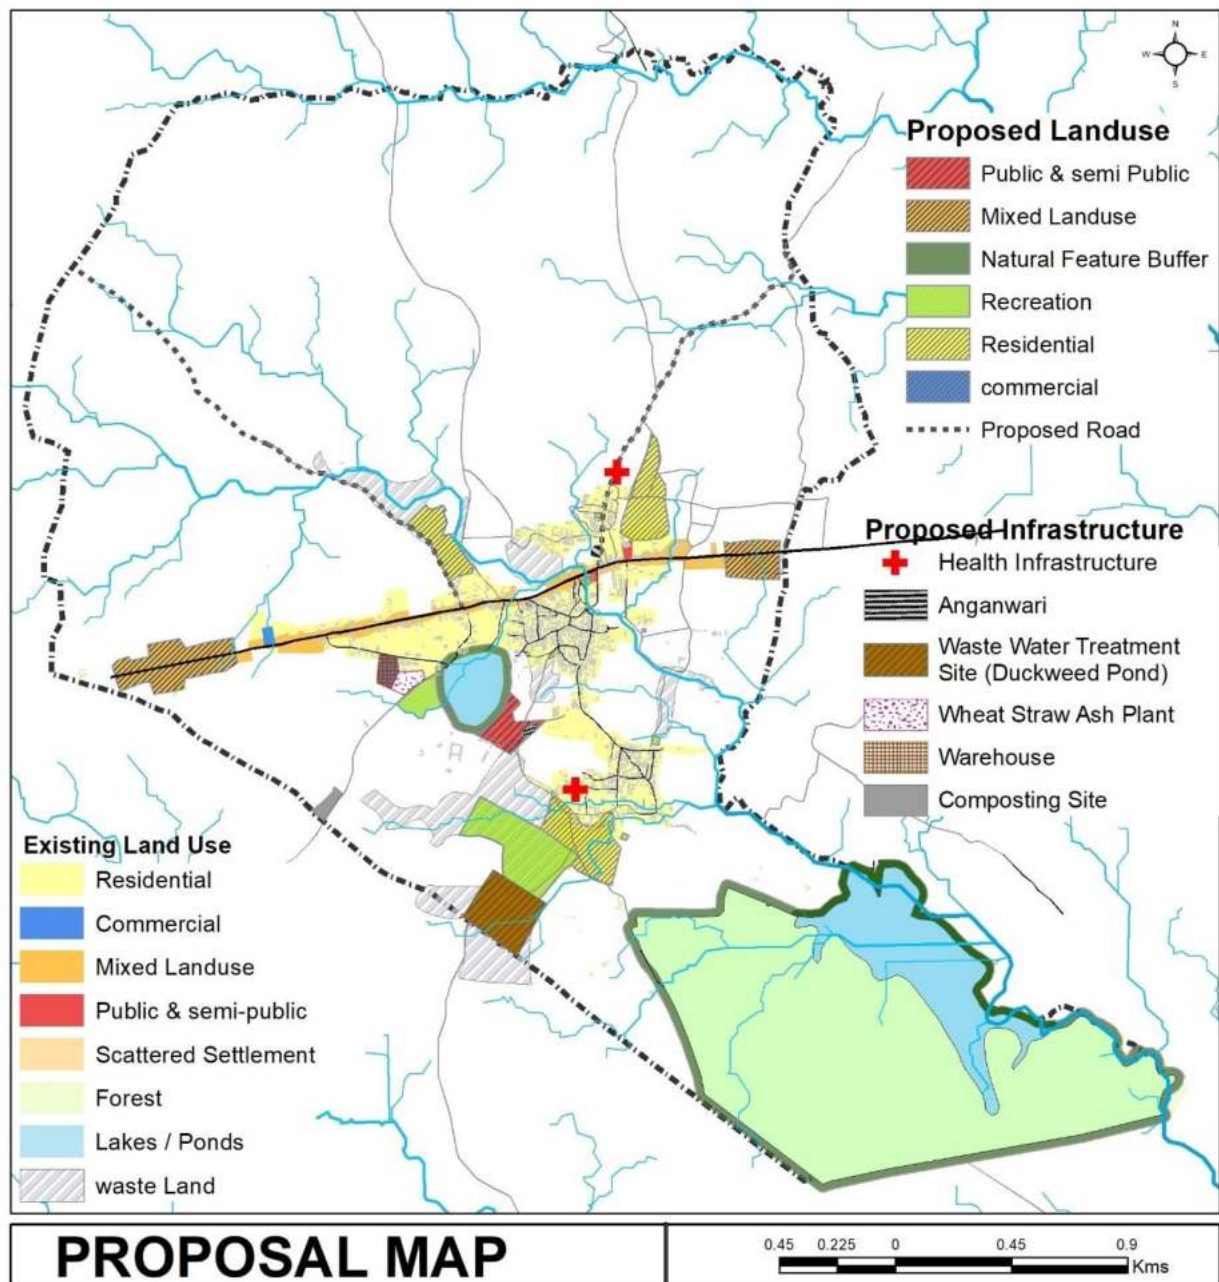 N
W E
S
Proposed Landuse
Public & semi Public
Mixed Landuse
Natural Feature Buffer
Recreation
Residential
commercial
Proposed Road
Proposed Infrastructure
Health Infrastructure
Anganwari
Waste Water Treatment
Site (Duckweed Pond)
Wheat Straw Ash Plant
Warehouse
Composting Site
Existing Land Use
Residential
Commercial
Mixed Landuse
Public & semi-public
Scattered Settlement
Forest
Lakes / Ponds
waste Land
PROPOSAL MAP
0.45 0.225 0 0.45 0.9
Kms